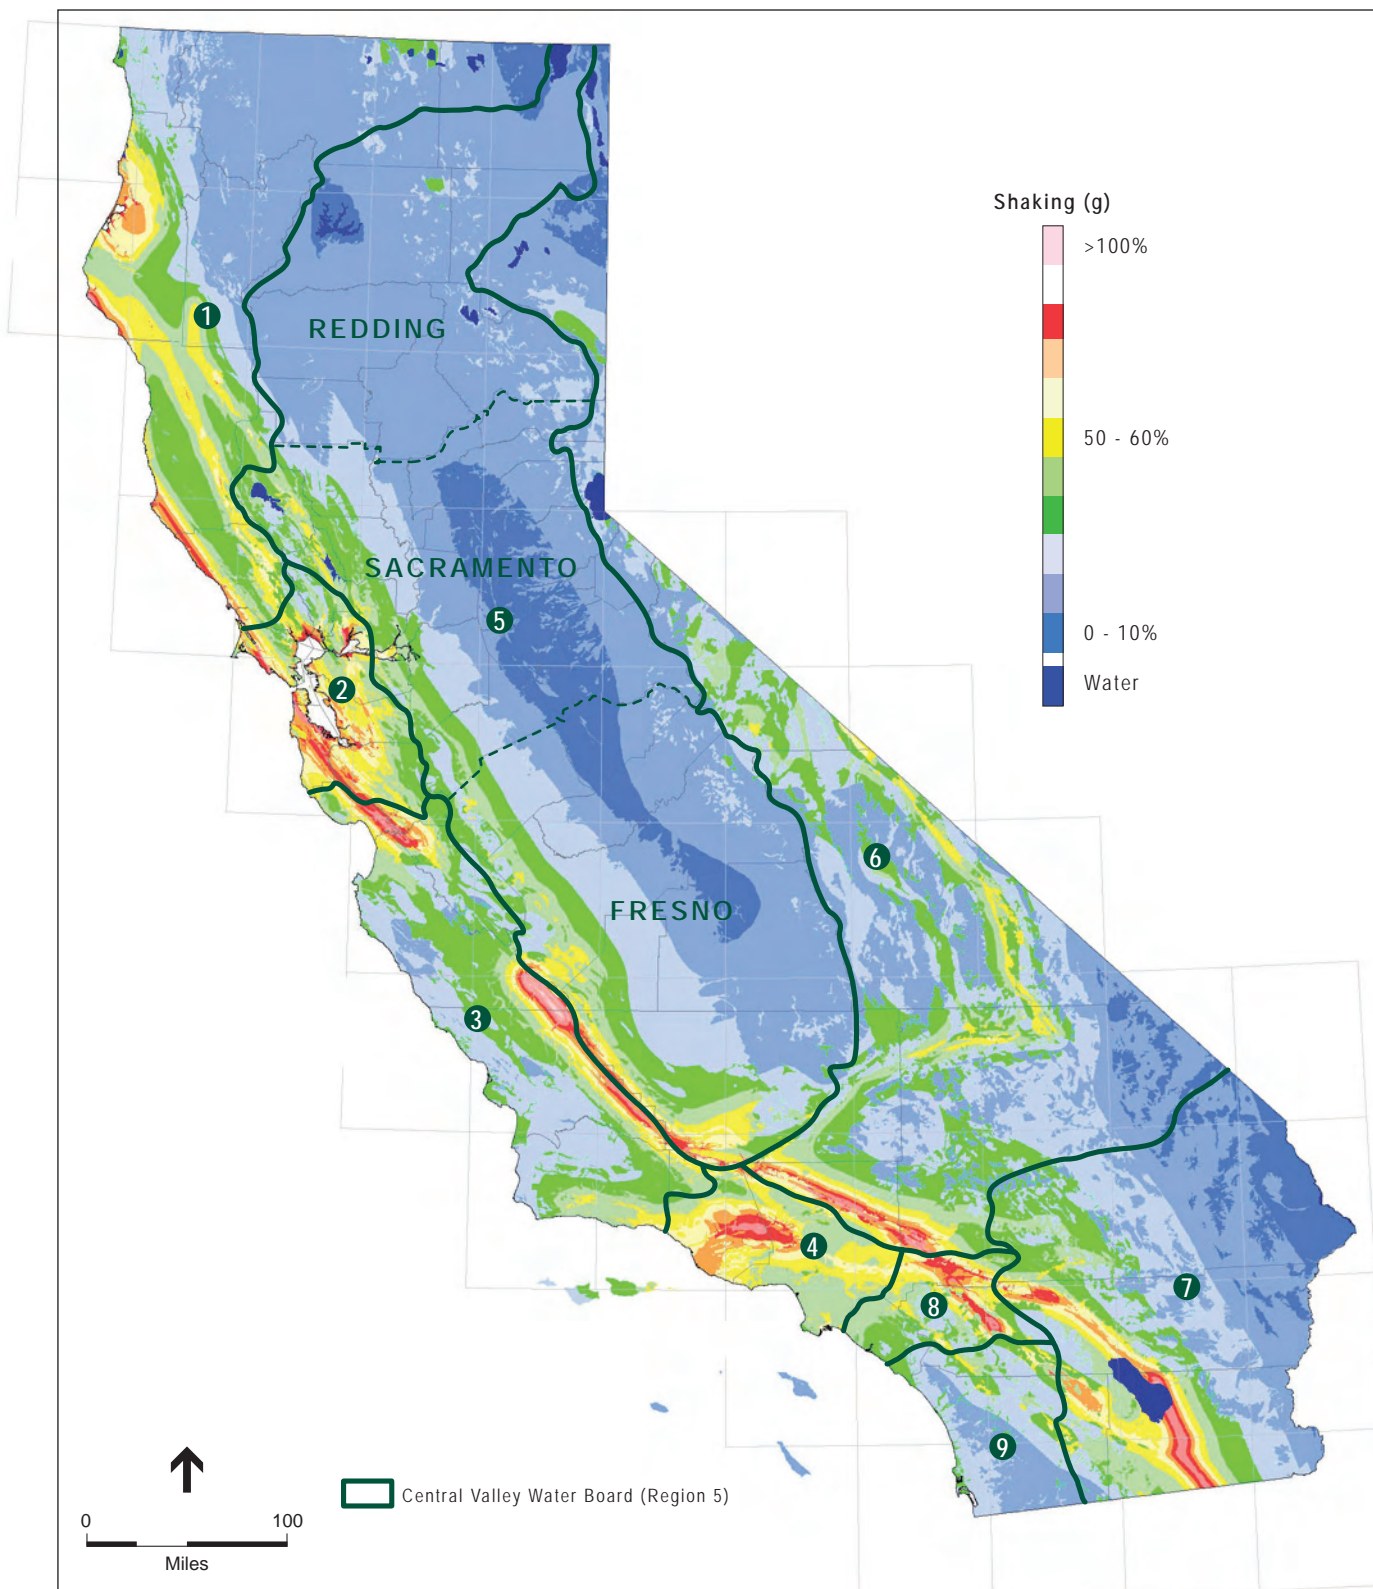 Shaking (g)
>100%
50 - 60%
0 - 10%
Water
1
REDDING
SACRAMENTO
5
2
6
FRESNO
3
4
7
8
9
Central Valley Water Board (Region 5)
0 100
Miles